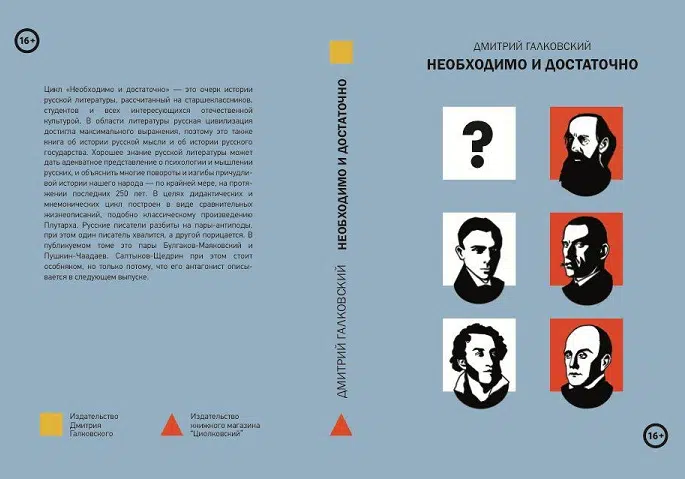 16+
Цикл «Необходимо и достаточно» — это очерк истории
русской литературы, рассчитанный на старшеклассников,
студентов и всех интересующихся отечественной
культурой. В области литературы русская цивилизация
достигла максимального выражения, поэтому это также
книга об истории русской мысли и об истории русского
государства. Хорошее знание русской литературы может
дать адекватное представление о психологии и мышлении
русских, и объяснить многие повороты и изгибы причудли-
вой истории нашего народа — по крайней мере, на протя-
жении последних 250 лет. В целях дидактических и
мнемонических цикл построен в виде сравнительных
жизнеописаний, подобно классическому произведению
Плутарха. Русские писатели разбиты на пары-антиподы,
при этом один писатель хвалится, а другой порицается. В
публикуемом томе это пары Булгаков-Маяковский и
Пушкин-Чаадаев. Салтыков-Щедрин при этом стоит
особняком, но только потому, что его антагонист описы-
вается в следующем выпуске.
Издательство
Дмитрия
Галковского
Издательство
книжного магазина
"Циолковский"
ДМИТРИЙ ГАЛКОВСКИЙ НЕОБХОДИМО И ДОСТАТОЧНО
ДМИТРИЙ ГАЛКОВСКИЙ
НЕОБХОДИМО И ДОСТАТОЧНО
?
16+